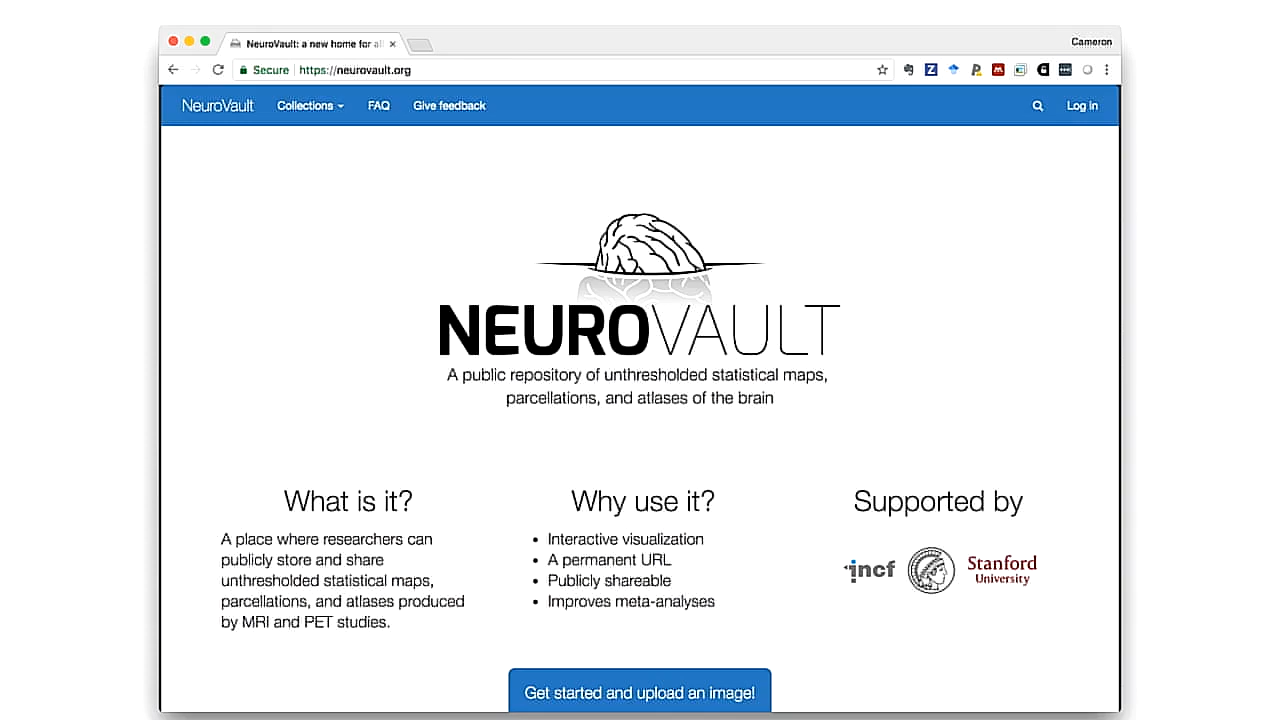 NeuroVault: a new home for all
Cameron
Secure https://neurovault.org
NeuroVault Collections FAQ Give feedback Log in
NEUROVAULT
A public repository of unthresholded statistical maps,
parcellations, and atlases of the brain
What is it?
A place where researchers can
publicly store and share
unthresholded statistical maps,
parcellations, and atlases produced
by MRI and PET studies.
Why use it?
• Interactive visualization
• A permanent URL
• Publicly shareable
• Improves meta-analyses
Supported by
incf
Stanford
University
Get started and upload an image!